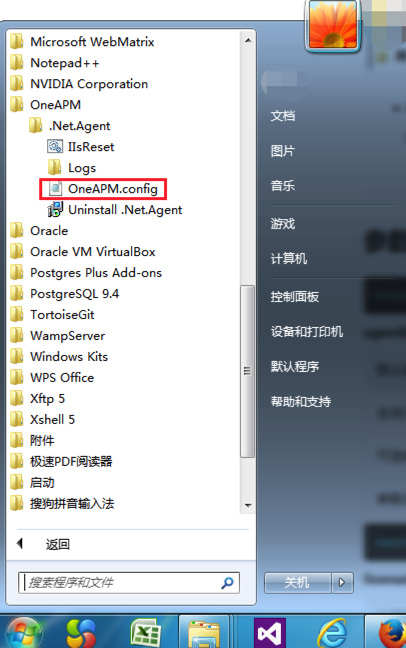 Microsoft WebMatrix
Notepad++
NVIDIA Corporation
OneAPM
.Net.Agent
IIsReset
Logs
OneAPM.config
Uninstall .Net.Agent
Oracle
Oracle VM VirtualBox
Postgres Plus Add-ons
PostgreSQL 9.4
TortoiseGit
WampServer
Windows Kits
WPS Office
Xftp 5
Xshell 5
附件
极速PDF阅读器
启动
搜狗拼音输入法
返回
搜索程序和文件
文档
图片
音乐
游戏
计算机
控制面板
设备和打印机
默认程序
帮助和支持
关机